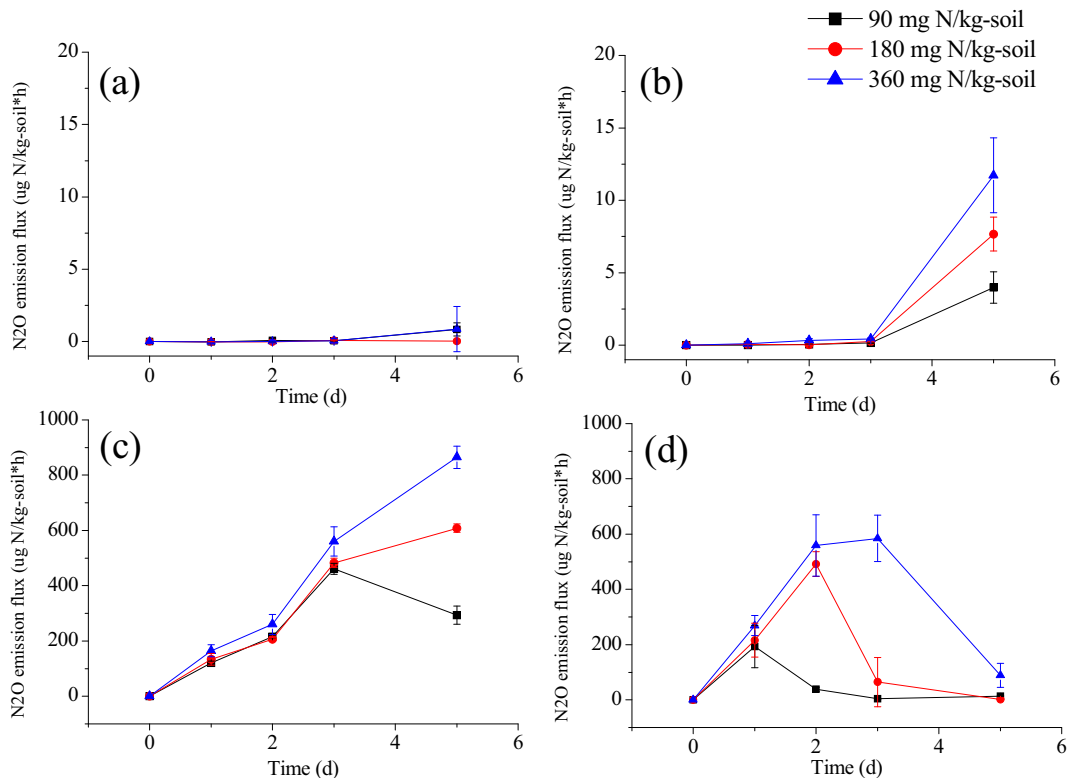 90 mg N/kg-soil
180 mg N/kg-soil
360 mg N/kg-soil
(a)
N2O emission flux (ug N/kg-soil*h)
20
15
10
5
0
0 2 4 6
Time (d)
(b)
N2O emission flux (ug N/kg-soil*h)
20
15
10
5
0
0 2 4 6
Time (d)
(c)
N2O emission flux (ug N/kg-soil*h)
1000
800
600
400
200
0
0 2 4 6
Time (d)
(d)
N2O emission flux (ug N/kg-soil*h)
1000
800
600
400
200
0
0 2 4 6
Time (d)